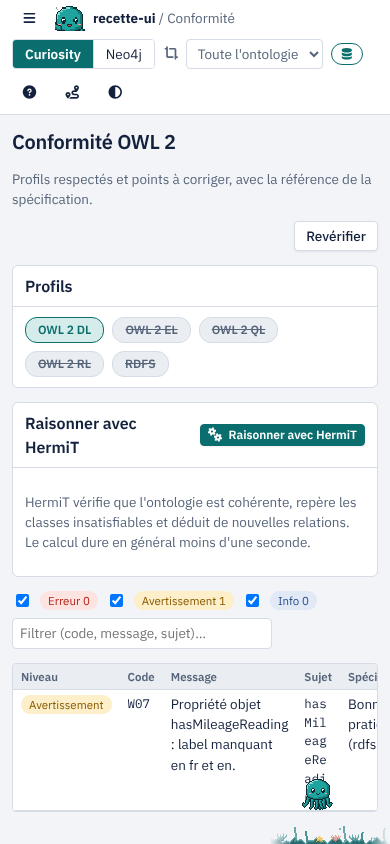 recette-ui / Conformité
Curiosity Neo4j Toute l'ontologie
Conformité OWL 2
Profils respectés et points à corriger, avec la référence de la
spécification.
Revérifier
Profils
OWL 2 DL OWL 2 EL OWL 2 QL
OWL 2 RL RDFS
Raisonner avec
HermiT
Raisonner avec HermiT
HermiT vérifie que l'ontologie est cohérente, repère les
classes insatisfiables et déduit de nouvelles relations.
Le calcul dure en général moins d'une seconde.
Erreur 0 Avertissement 1 Info 0
Filtrer (code, message, sujet)...
Niveau Code Message Sujet Spéci
Avertissement W07 Propriété objet has Bonn
hasMileageReading Mil prati
: label manquant eag (rdfs
en fr et en. eRe
adi